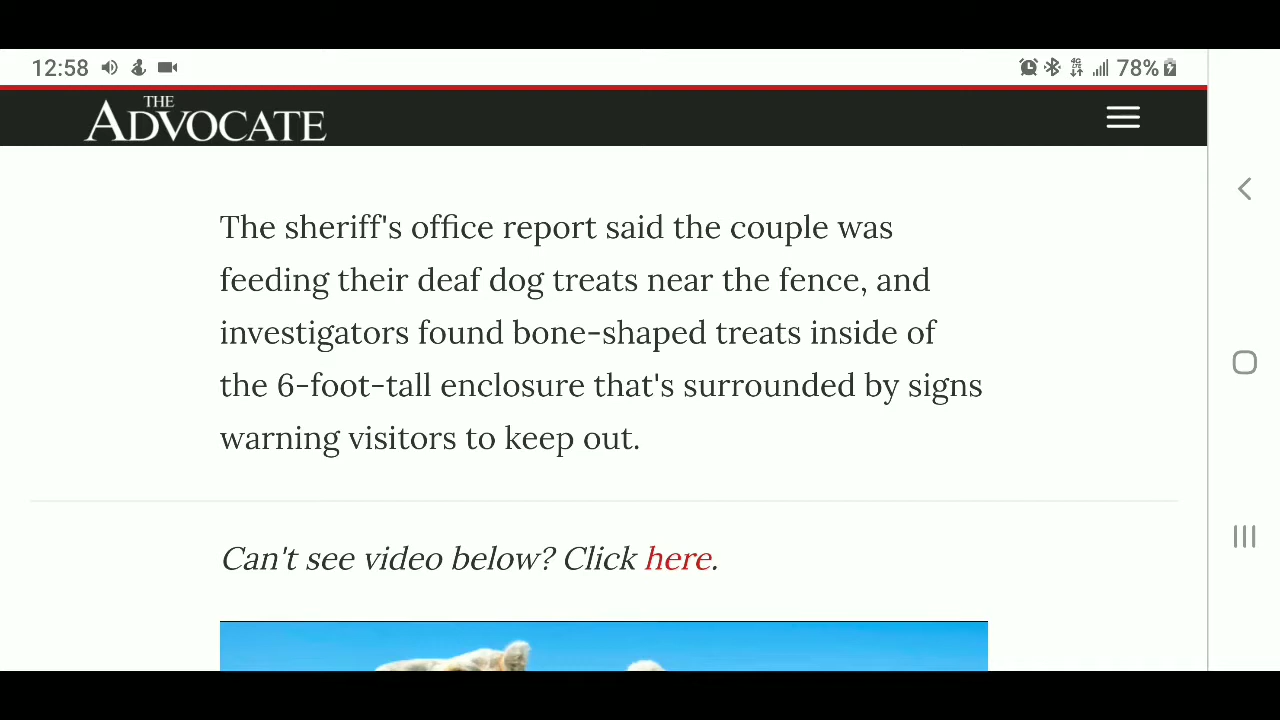 12:58
78%
THE
ADVOCATE
The sheriff's office report said the couple was
feeding their deaf dog treats near the fence, and
investigators found bone-shaped treats inside of
the 6-foot-tall enclosure that's surrounded by signs
warning visitors to keep out.
Can't see video below? Click here.